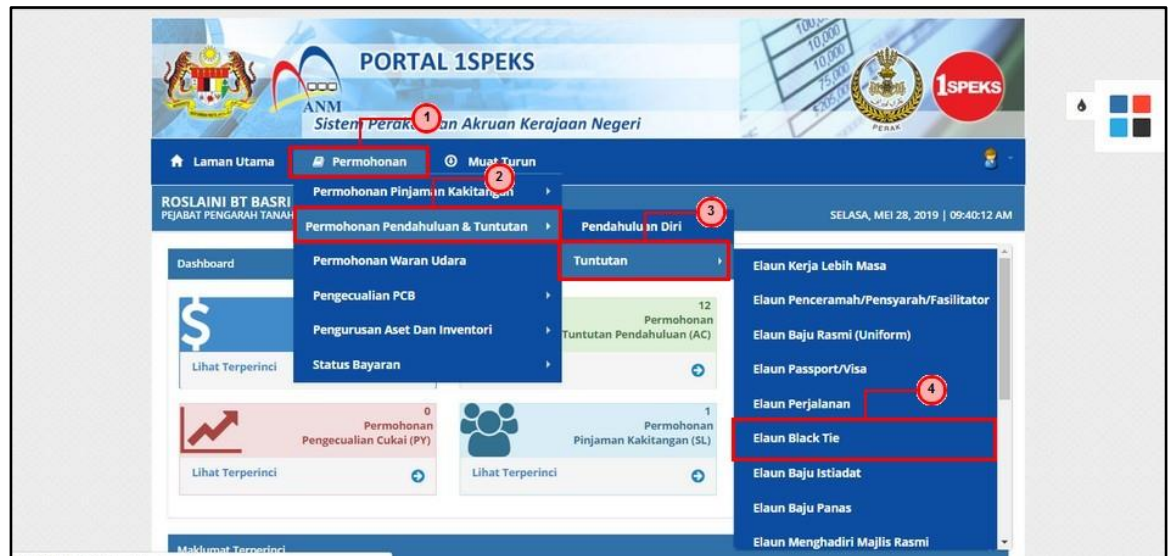 PORTAL 1SPEKS
ANM
Sistem Perak an Akruan Kerajaan Negeri
PERAK
1SPEKS
1
Laman Utama
Permohonan
Muat Turun
2
Permohonan Pinjaman Kakitangan
ROSLAINI BT BASRI
PEJABAT PENGARAH TANAH
SELASA, MEI 28, 2019 | 09:40:12 AM
Permohonan Pendahuluan & Tuntutan
Pendahuluan Diri
3
Dashboard
Permohonan Waran Udara
Tuntutan
Pengecualian PCB
Pengurusan Aset Dan Inventori
Status Bayaran
Elaun Kerja Lebih Masa
Elaun Penceramah/Pensyarah/Fasilitator
Elaun Baju Rasmi (Uniform)
Elaun Passport/Visa
Elaun Perjalanan
4
Elaun Black Tie
Elaun Baju Istiadat
Elaun Baju Panas
Elaun Menghadiri Majlis Rasmi
Lihat Terperinci
12
Permohonan
Tuntutan Pendahuluan (AC)
0
Permohonan
Pengecualian Cukai (PY)
Lihat Terperinci
1
Permohonan
Pinjaman Kakitangan (SL)
Lihat Terperinci
Maklumat Terperinci